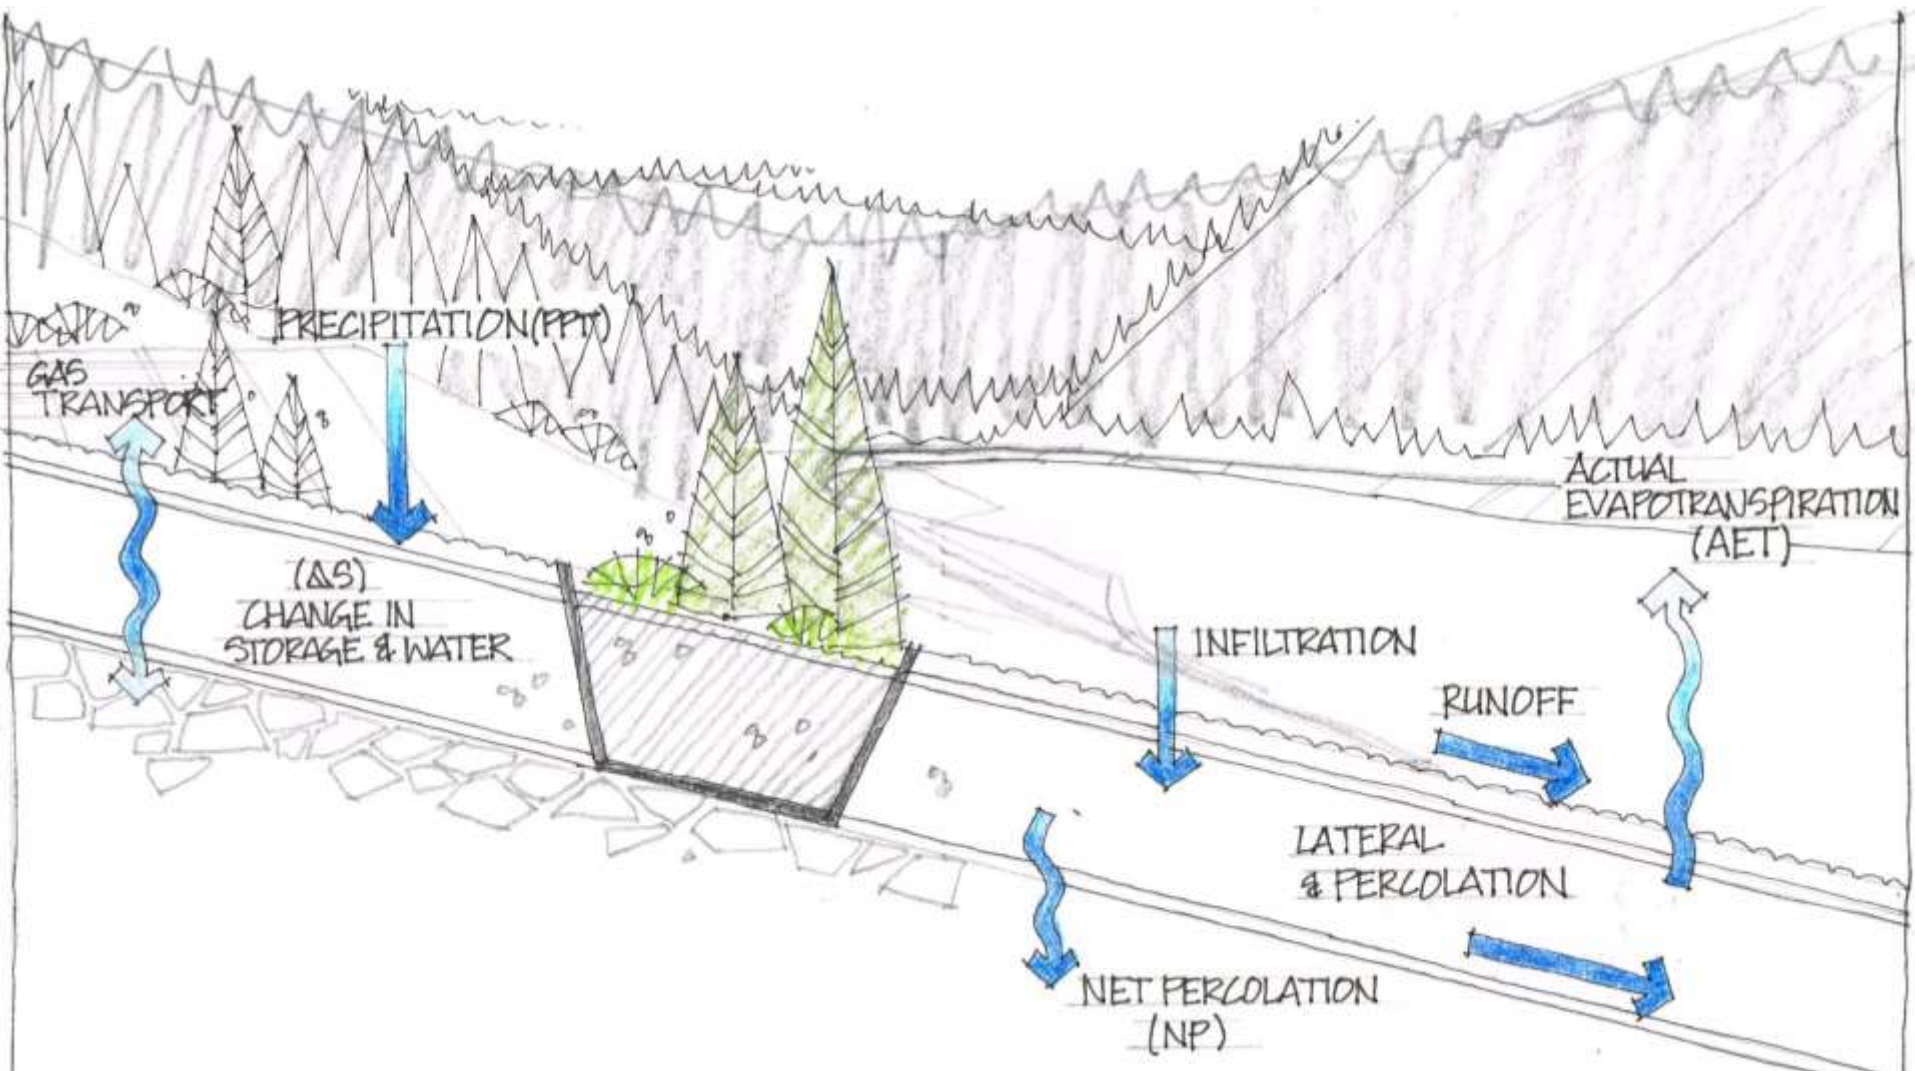 PRECIPITATION (PPT)
GAS
TRANSPORT
(ΔS)
CHANGE IN
STORAGE & WATER
ACTUAL
EVAPOTRANSPIRATION
(AET)
INFILTRATION
RUNOFF
LATERAL
& PERCOLATION
NET PERCOLATION
(NP)